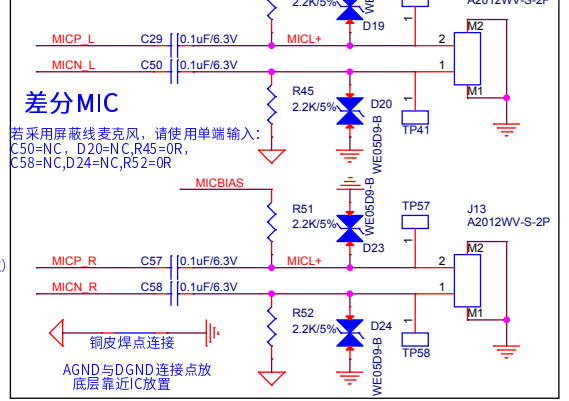 2.2K/5%
D19
WE
1
A2012WV-S-2P
M2
MICP_L
C29
0.1uF/6.3V
MICL+
2
MICN_L
C50
0.1uF/6.3V
1
M1
R45
2.2K/5%
D20
WE05D9-B
1
TP41
差分MIC
若采用屏蔽线麦克风，请使用单端输入：
C50=NC，D20=NC,R45=0R，
C58=NC,D24=NC,R52=0R
MICBIAS
R51
2.2K/5%
WE05D9-B
D23
TP57
1
J13
A2012WV-S-2P
M2
MICP_R
C57
0.1uF/6.3V
MICL+
2
MICN_R
C58
0.1uF/6.3V
1
M1
R52
2.2K/5%
D24
WE05D9-B
1
TP58
铜皮焊点连接
AGND与DGND连接点放
底层靠近IC放置